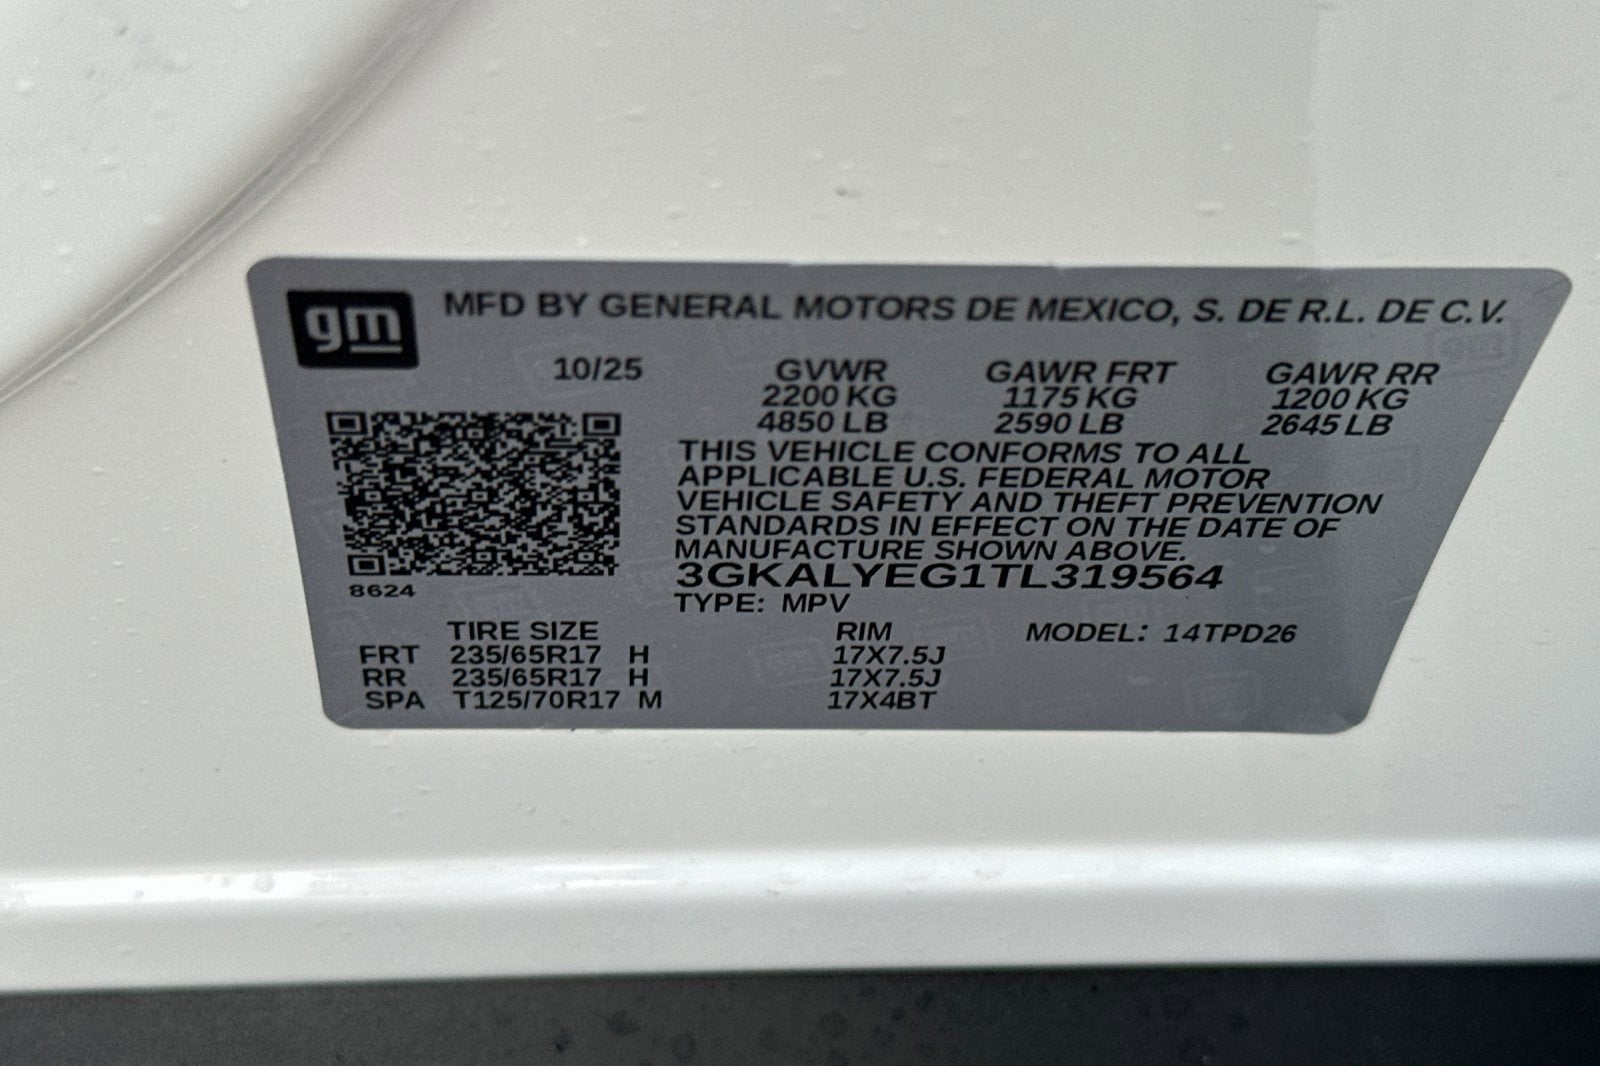 gm
MFD BY GENERAL MOTORS DE MEXICO, S. DE R.L. DE C.V.
10/25 GVWR GAWR FRT GAWR RR
2200 KG 1175 KG 1200 KG
4850 LB 2590 LB 2645 LB
THIS VEHICLE CONFORMS TO ALL
APPLICABLE U.S. FEDERAL MOTOR
VEHICLE SAFETY AND THEFT PREVENTION
STANDARDS IN EFFECT ON THE DATE OF
MANUFACTURE SHOWN ABOVE.
3GKALYEG1TL319564
8624
TYPE: MPV
TIRE SIZE RIM MODEL: 14TPD26
FRT 235/65R17 H 17X7.5J
RR 235/65R17 H 17X7.5J
SPA T125/70R17 M 17X4BT